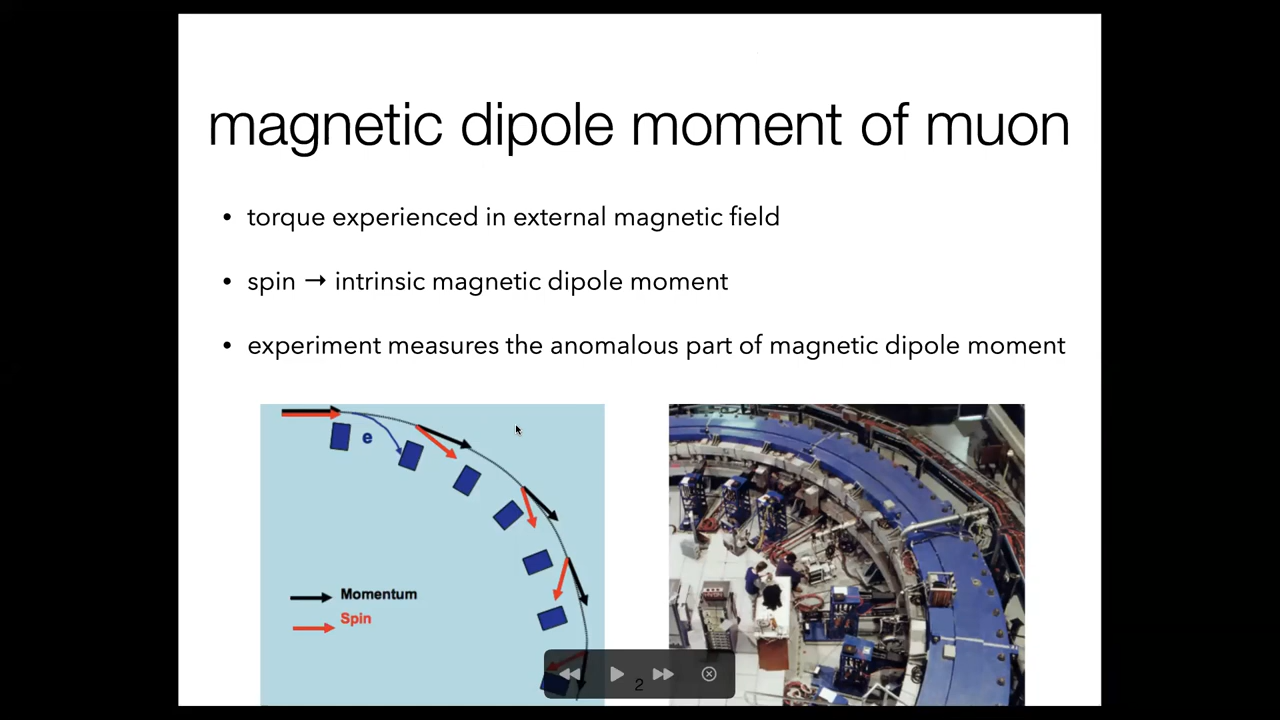 magnetic dipole moment of muon
• torque experienced in external magnetic field
• spin → intrinsic magnetic dipole moment
• experiment measures the anomalous part of magnetic dipole moment
e
Momentum
Spin
2